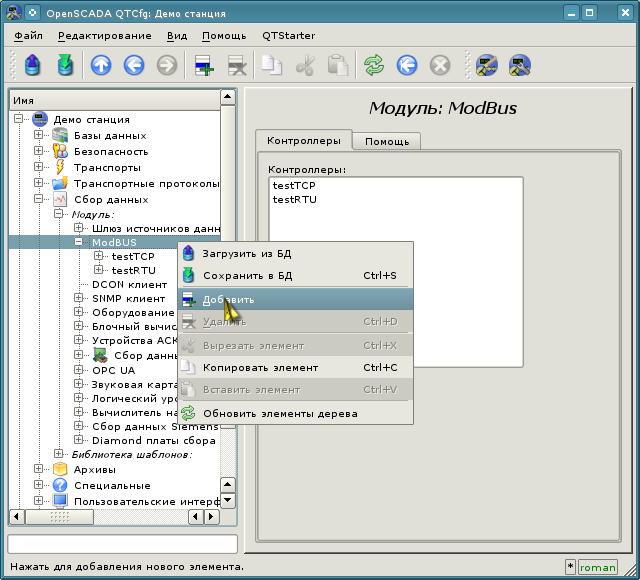 OpenSCADA QTCfg: Демо станция
Файл Редактирование Вид Помощь QTStarter
Имя
Демо станция
Базы данных
Безопасность
Транспорты
Транспортные протоколы
Сбор данных
Модуль:
Шлюз источников данн
ModBUS
testTCP
testRTU
DCON клиент
SNMP клиент
Оборудование
Блочный вычис
Устройства АСК
Сбор данны
OPC UA
Звуковая карта
Логический уро
Вычислитель на
Сбор данных Siemens
Diamond платы сбора
Библиотека шаблонов:
Архивы
Специальные
Пользовательские интерф
Модуль: ModBus
Контроллеры Помощь
Контроллеры:
testTCP
testRTU
Загрузить из БД
Сохранить в БД Ctrl+S
Добавить
Удалить Ctrl+D
Вырезать элемент Ctrl+X
Копировать элемент Ctrl+C
Вставить элемент Ctrl+V
Обновить элементы дерева
Нажать для добавления нового элемента.
* roman